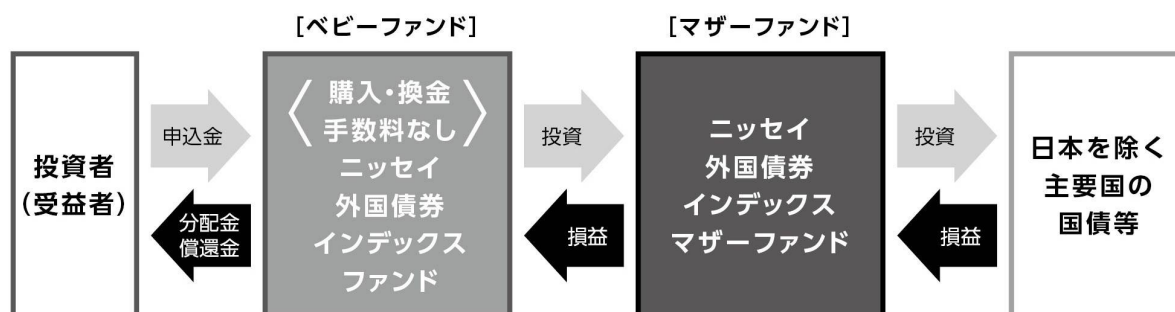 [ベビーファンド]
[マザーファンド]
投資者
(受益者)
申込金
分配金
償還金
〈購入・換金
手数料なし〉
ニッセイ
外国債券
インデックス
ファンド
投資
損益
ニッセイ
外国債券
インデックス
マザーファンド
投資
損益
日本を除く
主要国の
国債等